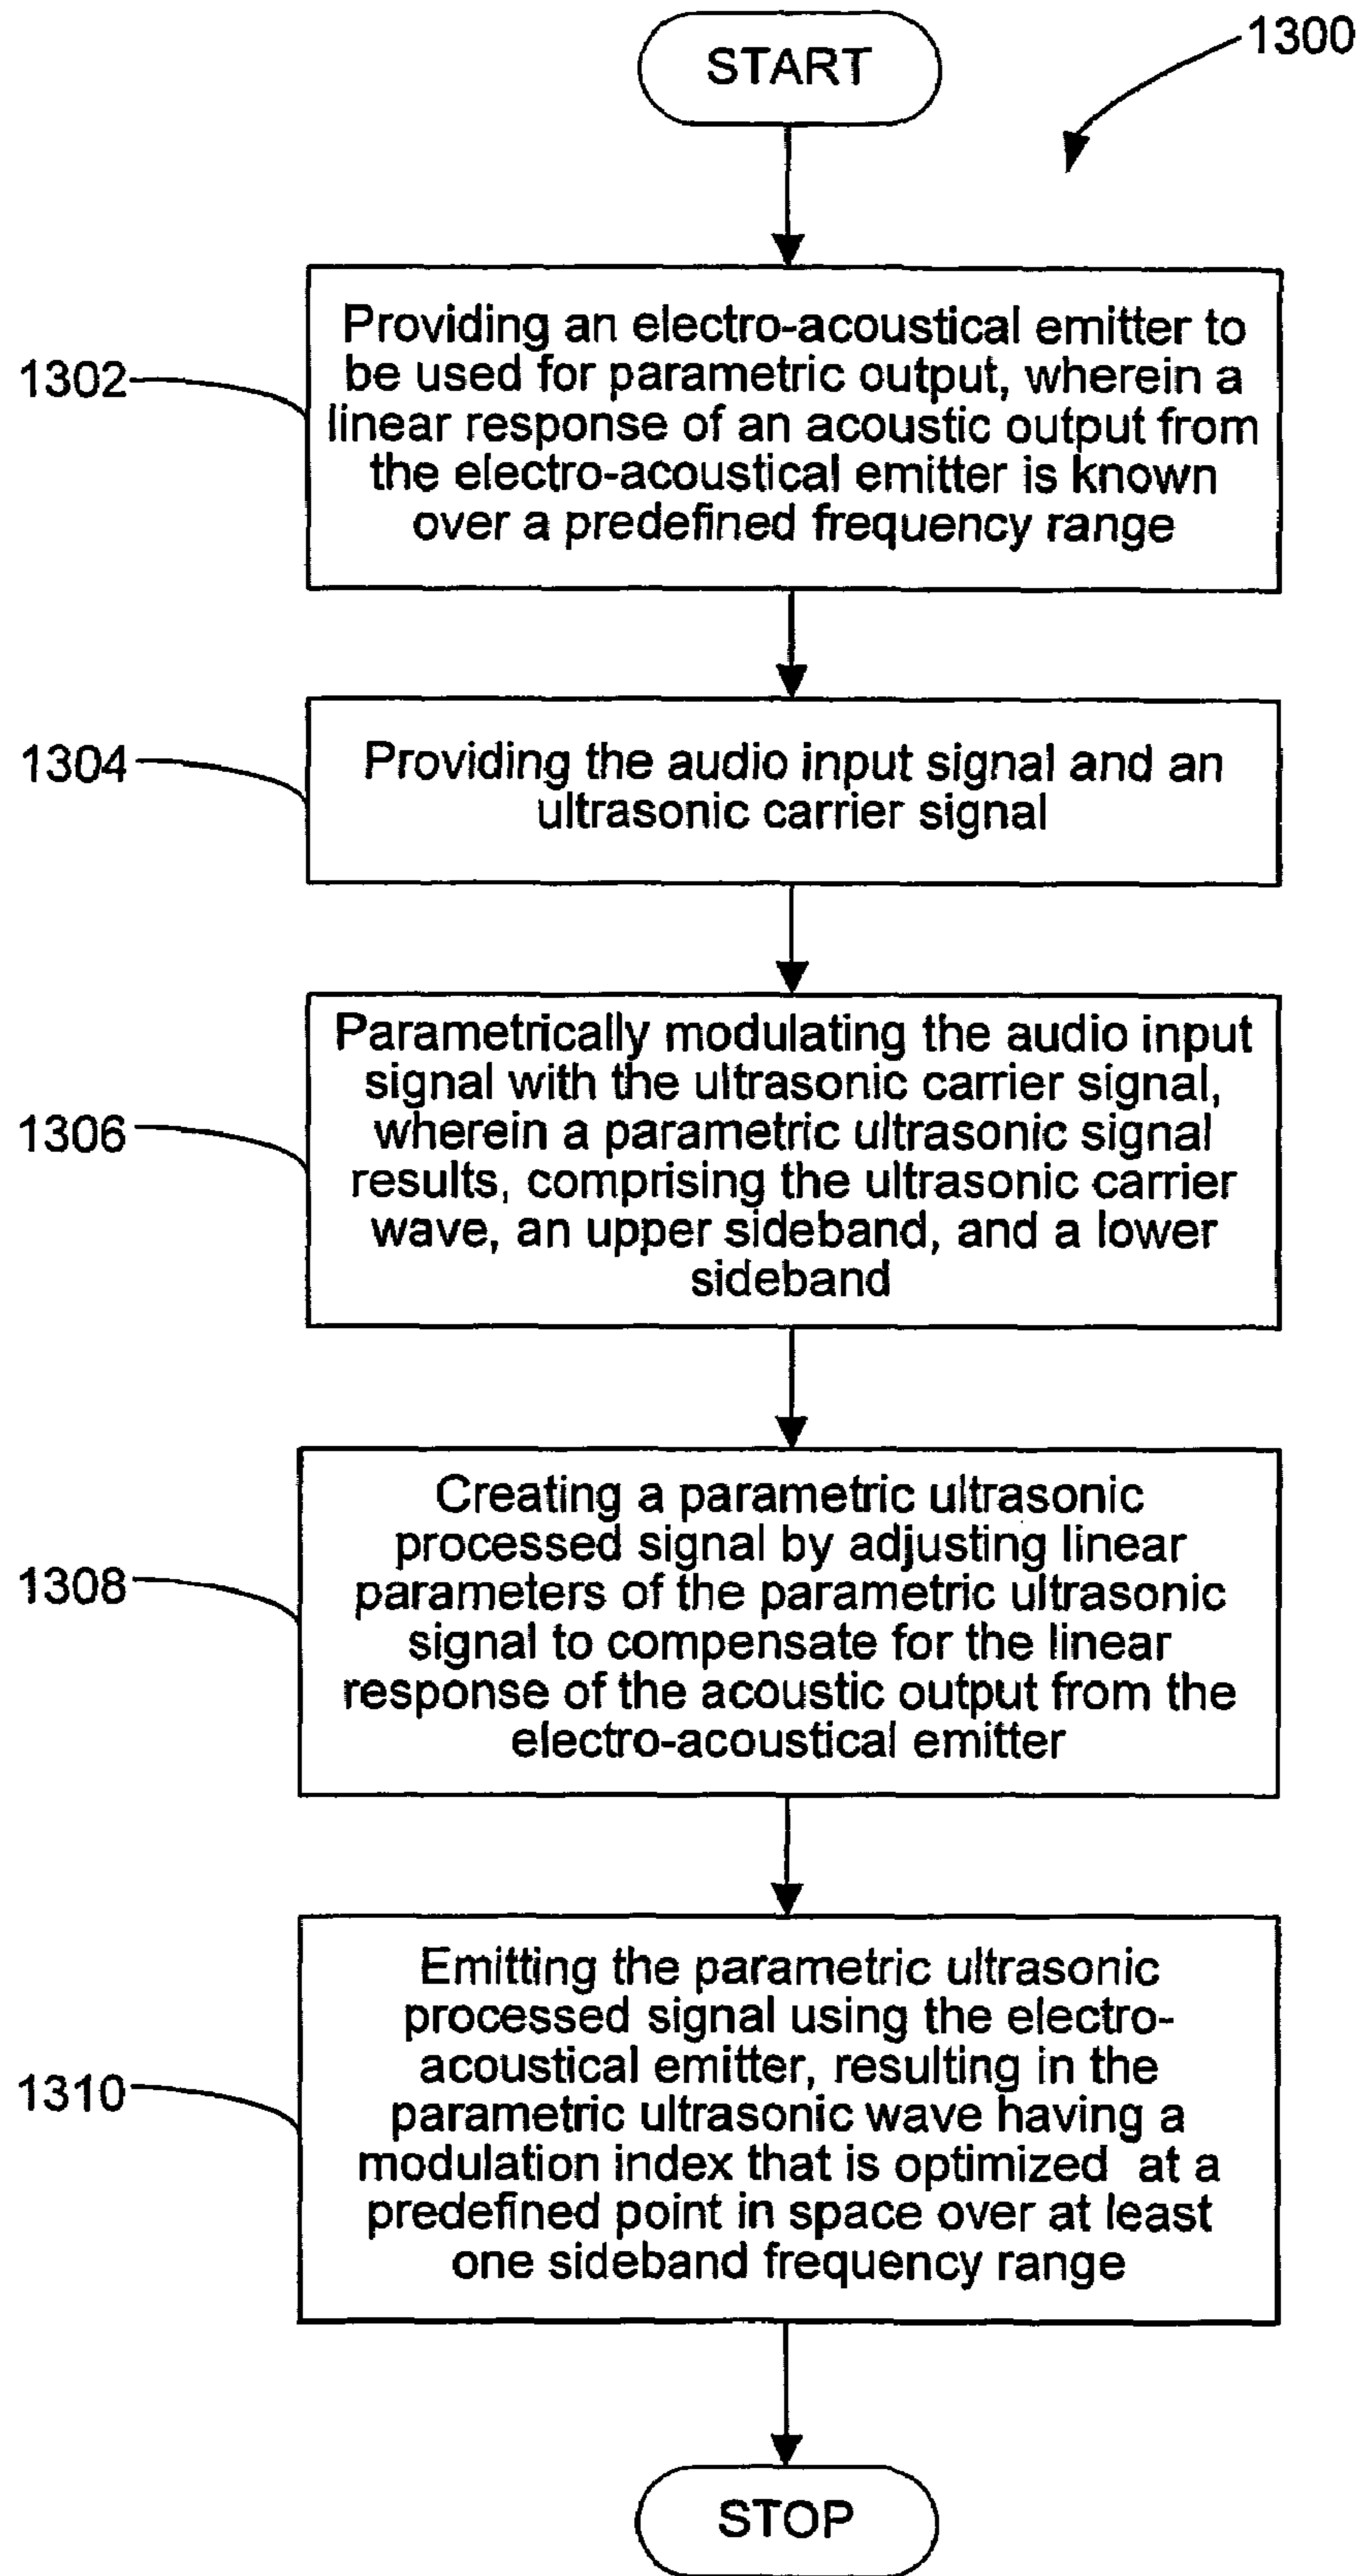 START
1300
1302
Providing an electro-acoustical emitter to
be used for parametric output, wherein a
linear response of an acoustic output from
the electro-acoustical emitter is known
over a predefined frequency range
1304
Providing the audio input signal and an
ultrasonic carrier signal
1306
Parametrically modulating the audio input
signal with the ultrasonic carrier signal,
wherein a parametric ultrasonic signal
results, comprising the ultrasonic carrier
wave, an upper sideband, and a lower
sideband
1308
Creating a parametric ultrasonic
processed signal by adjusting linear
parameters of the parametric ultrasonic
signal to compensate for the linear
response of the acoustic output from the
electro-acoustical emitter
1310
Emitting the parametric ultrasonic
processed signal using the electro-
acoustical emitter, resulting in the
parametric ultrasonic wave having a
modulation index that is optimized at a
predefined point in space over at least
one sideband frequency range
STOP